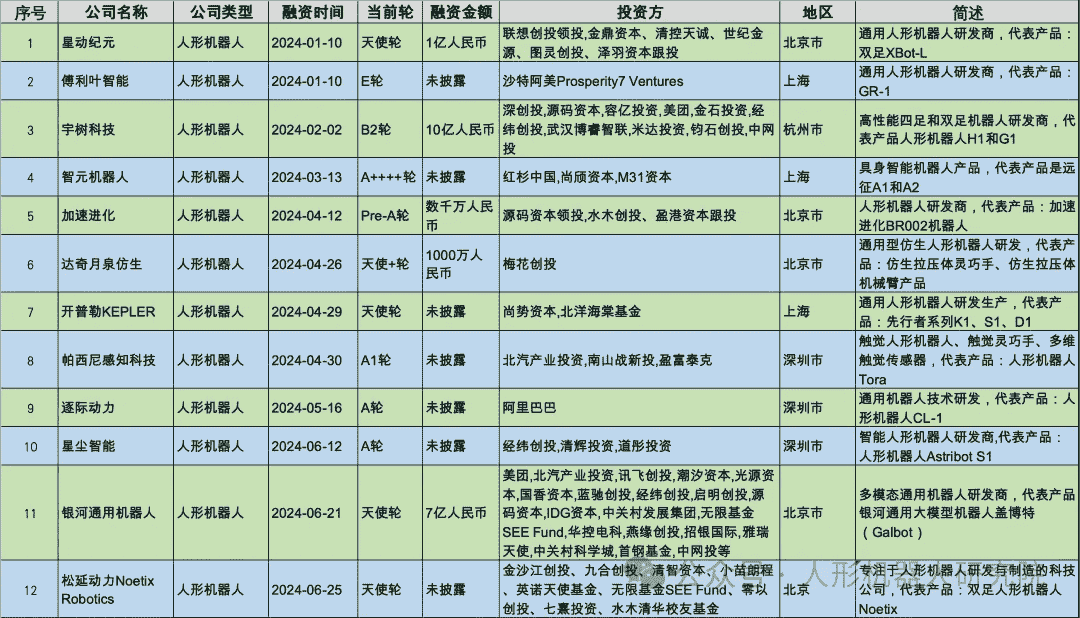 序号 公司名称 公司类型 融资时间 当前轮 融资金额 投资方 地区 简述
1 星动纪元 人形机器人 2024-01-10 天使轮 1亿人民币 联想创投领投,金鼎资本、清控天诚、世纪金
源、图灵创投、泽羽资本跟投 北京市 通用人形机器人研发商，代表产品：
双足XBot-L
2 傅利叶智能 人形机器人 2024-01-10 E轮 未披露 沙特阿美Prosperity7 Ventures 上海 通用人形机器人研发商，代表产品：
GR-1
3 宇树科技 人形机器人 2024-02-02 B2轮 10亿人民币 深创投,源码资本,容亿投资,美团,金石投资,经
纬创投,武汉博睿智联,米达投资,钧石创投,中网
投 杭州市 高性能四足和双足机器人研发商，代
表产品人形机器人H1和G1
4 智元机器人 人形机器人 2024-03-13 A++++轮 未披露 红杉中国,尚颀资本,M31资本 上海 具身智能机器人产品，代表产品是远
征A1和A2
5 加速进化 人形机器人 2024-04-12 Pre-A轮 数千万人民
币 源码资本领投,水木创投、盈港资本跟投 北京市 人形机器人研发商，代表产品：加速
进化BR002机器人
6 达奇月泉仿生 人形机器人 2024-04-26 天使+轮 1000万人
民币 梅花创投 北京市 通用型仿生人形机器人研发，代表产
品：仿生拉压体灵巧手、仿生拉压体
机械臂产品
7 开普勒KEPLER 人形机器人 2024-04-29 天使轮 未披露 尚势资本,北洋海棠基金 上海 通用人形机器人研发生产，代表产
品：先行者系列K1、S1、D1
8 帕西尼感知科技 人形机器人 2024-04-30 A1轮 未披露 北汽产业投资,南山战新投,盈富泰克 深圳市 触觉人形机器人、触觉灵巧手、多维
触觉传感器，代表产品：人形机器人
Tora
9 逐际动力 人形机器人 2024-05-16 A轮 未披露 阿里巴巴 深圳市 通用机器人技术研发，代表产品：人
形机器人CL-1
10 星尘智能 人形机器人 2024-06-12 A轮 未披露 经纬创投,清辉投资,道彤投资 深圳市 智能人形机器人研发商,代表产品：
人形机器人Astribot S1
11 银河通用机器人 人形机器人 2024-06-21 天使轮 7亿人民币 美团,北汽产业投资,讯飞创投,潮汐资本,光源资
本,国香资本,蓝驰创投,经纬创投,启明创投,源
码资本,IDG资本,中关村发展集团,无限基金
SEE Fund,华控电科,燕缘创投,招银国际,雅瑞
天使,中关村科学城,首钢基金,中网投等 北京市 多模态通用机器人研发商，代表产品
银河通用大模型机器人盖博特
（Galbot）
12 松延动力Noetix
Robotics 人形机器人 2024-06-25 天使轮 未披露 金沙江创投、九合创投、清智资本、小苗朗程
、英诺天使基金、无限基金SEE Fund、零以
创投、七熹投资、水木清华校友基金 北京 专注于人形机器人研发与制造的科技
公司，代表产品：双足人形机器人
Noetix
公众号·人形机器人研究院